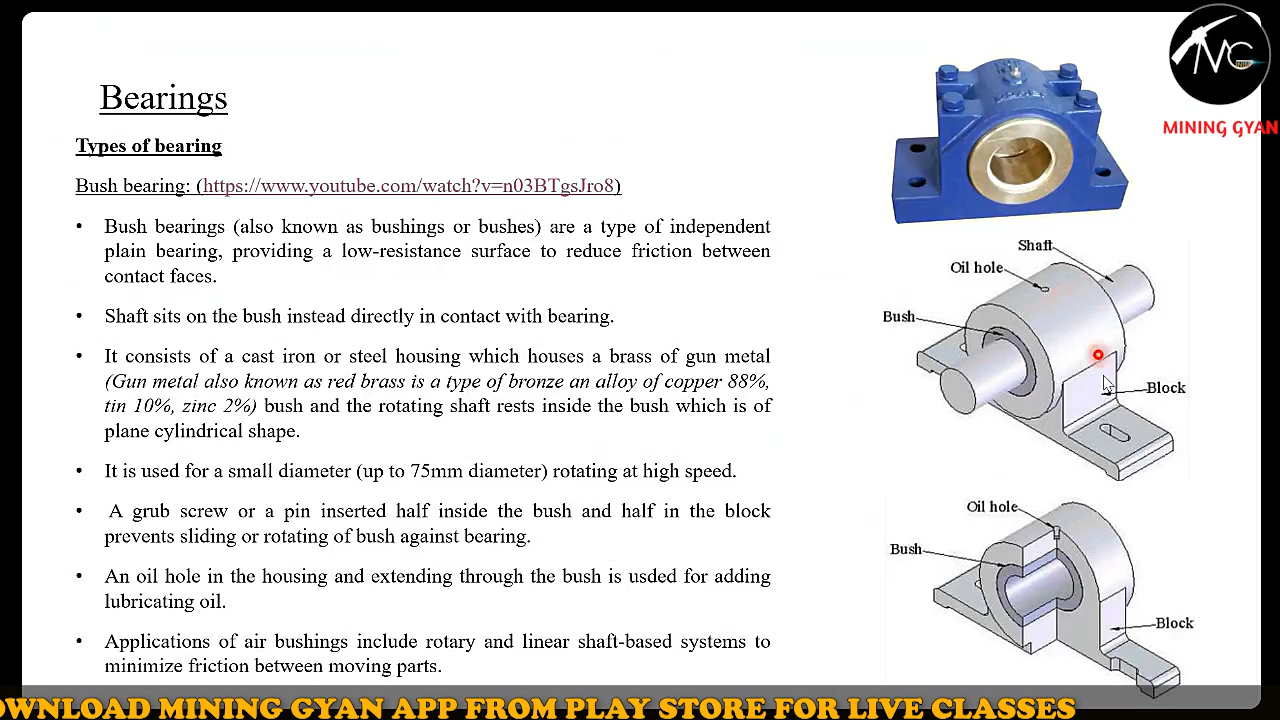 Bearings
Types of bearing
Bush bearing: (https://www.youtube.com/watch?v=n03BTgsJro8)
• Bush bearings (also known as bushings or bushes) are a type of independent
plain bearing, providing a low-resistance surface to reduce friction between
contact faces.
• Shaft sits on the bush instead directly in contact with bearing.
• It consists of a cast iron or steel housing which houses a brass of gun metal
(Gun metal also known as red brass is a type of bronze an alloy of copper 88%,
tin 10%, zinc 2%) bush and the rotating shaft rests inside the bush which is of
plane cylindrical shape.
• It is used for a small diameter (up to 75mm diameter) rotating at high speed.
• A grub screw or a pin inserted half inside the bush and half in the block
prevents sliding or rotating of bush against bearing.
• An oil hole in the housing and extending through the bush is usded for adding
lubricating oil.
• Applications of air bushings include rotary and linear shaft-based systems to
minimize friction between moving parts.
MG
MINING GYAN
Shaft
Oil hole
Bush
Block
Oil hole
Bush
Block
OWNLOAD MINING GYAN APP FROM PLAY STORE FOR LIVE CLASSES